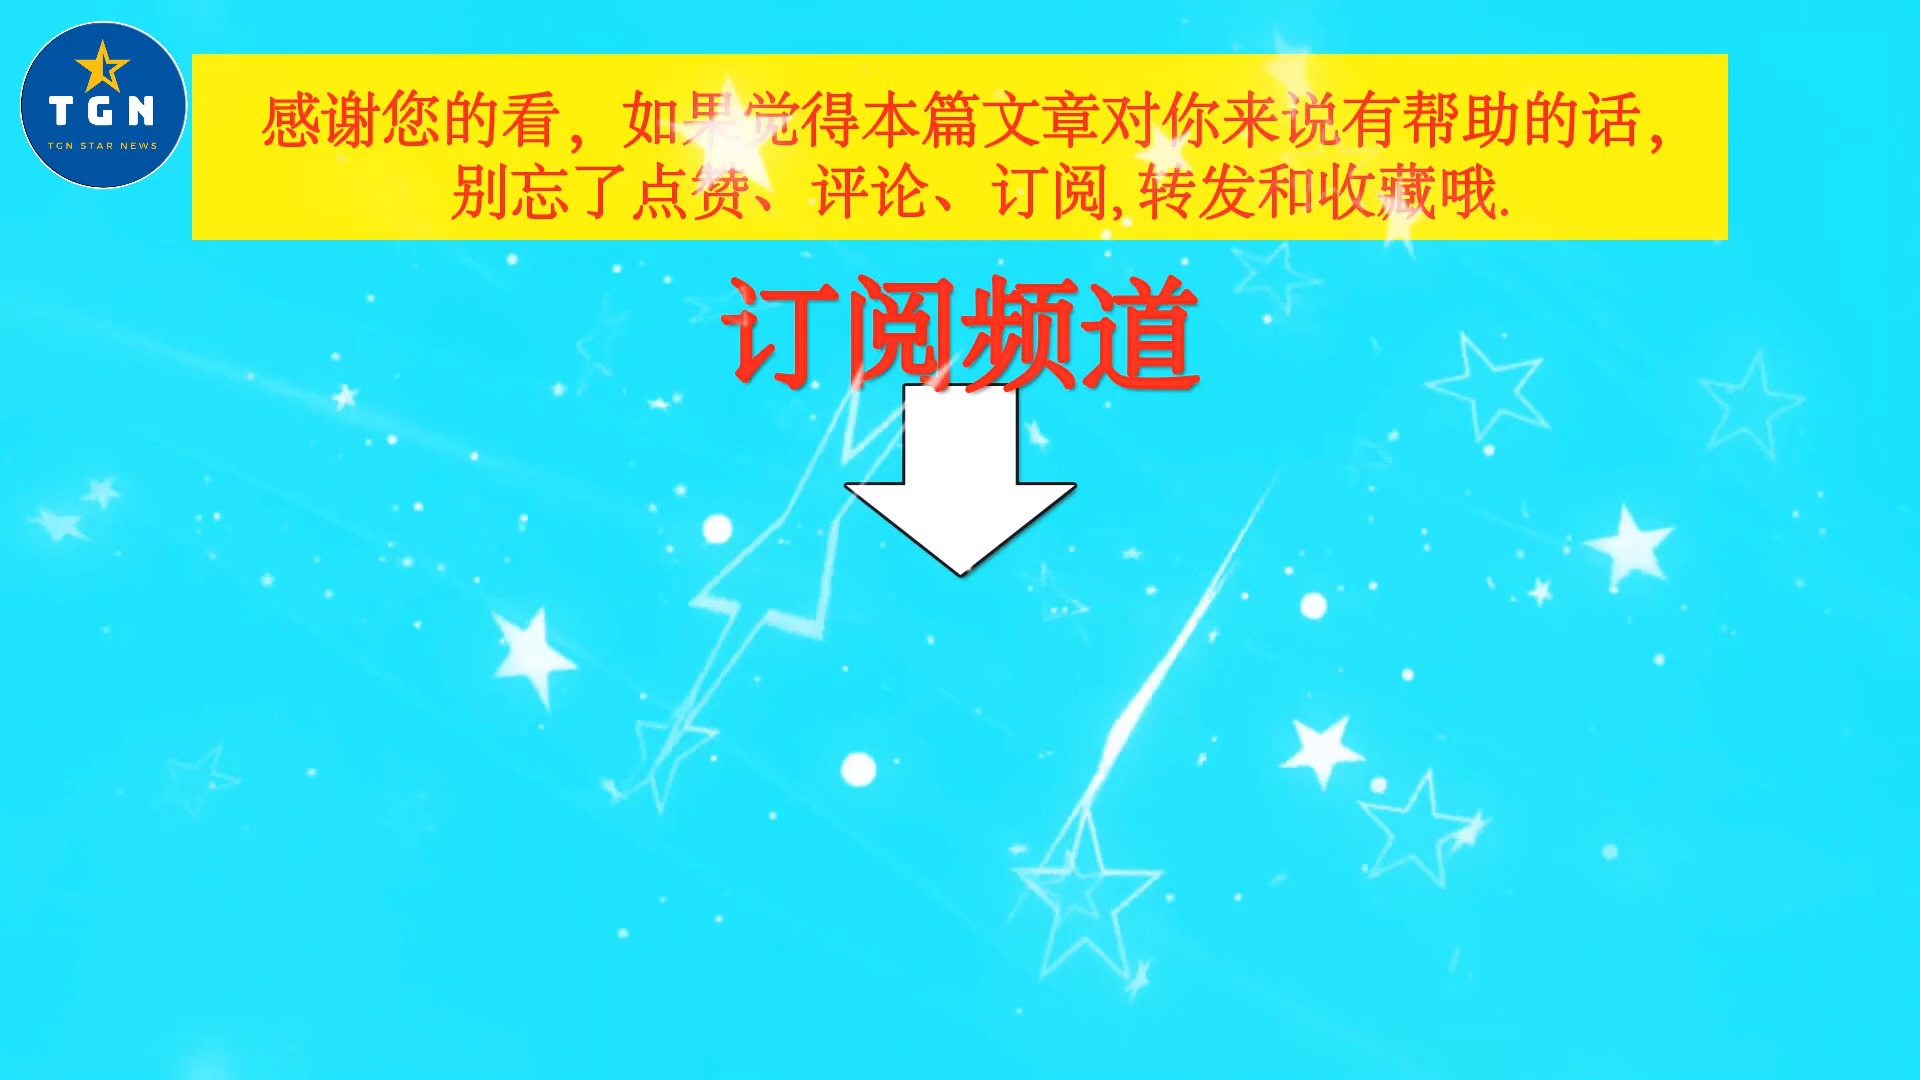 TGN
TGN STAR NEWS
感谢您的看，如果觉得本篇文章对你来说有帮助的话，
别忘了点赞、评论、订阅,转发和收藏哦.
订阅频道